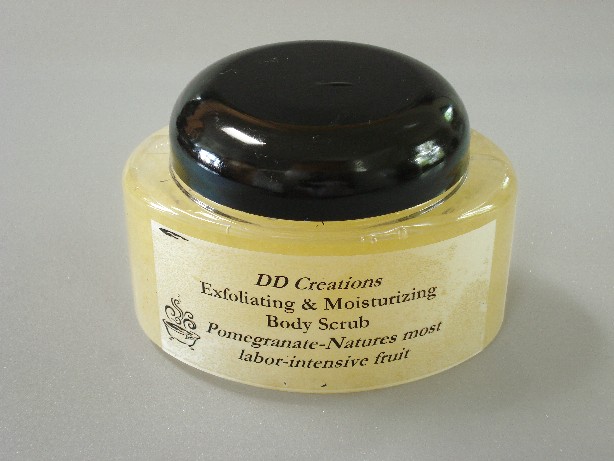 DD Creations
Exfoliating & Moisturizing
Body Scrub
Pomegranate-Natures most
labor-intensive fruit